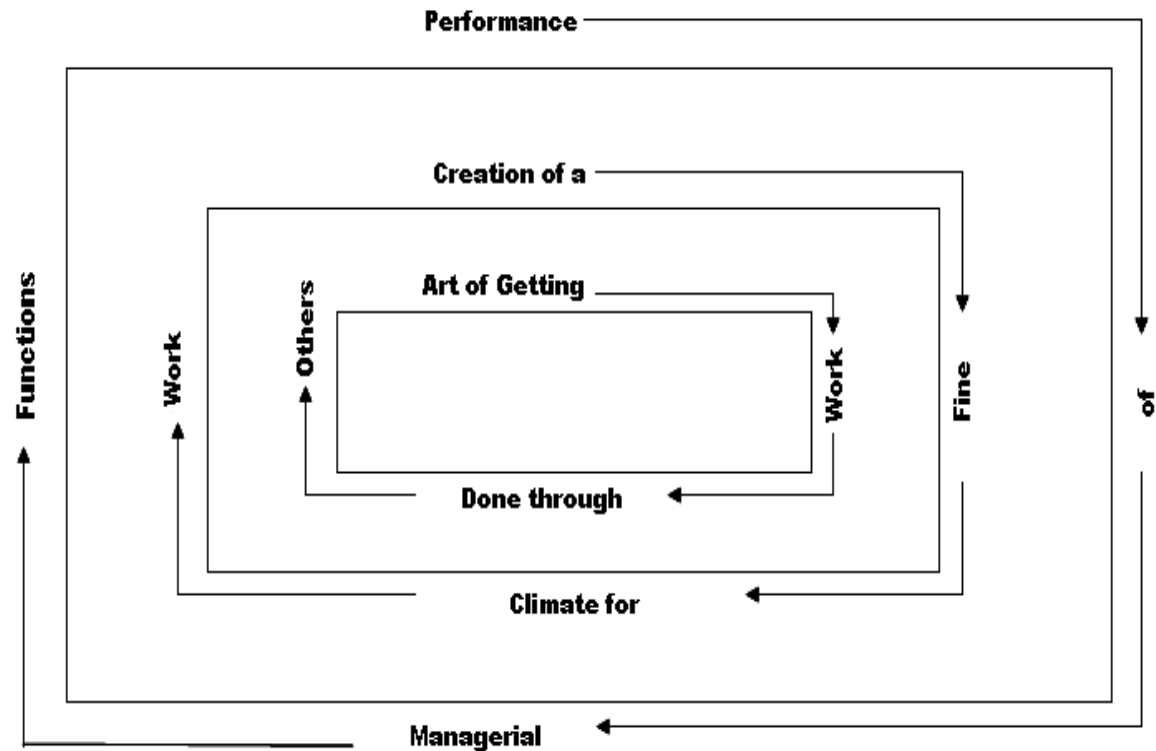 Performance
of
Managerial
Functions
Creation of a
Fine
Climate for
Work
Art of Getting
Work
Done through
Others